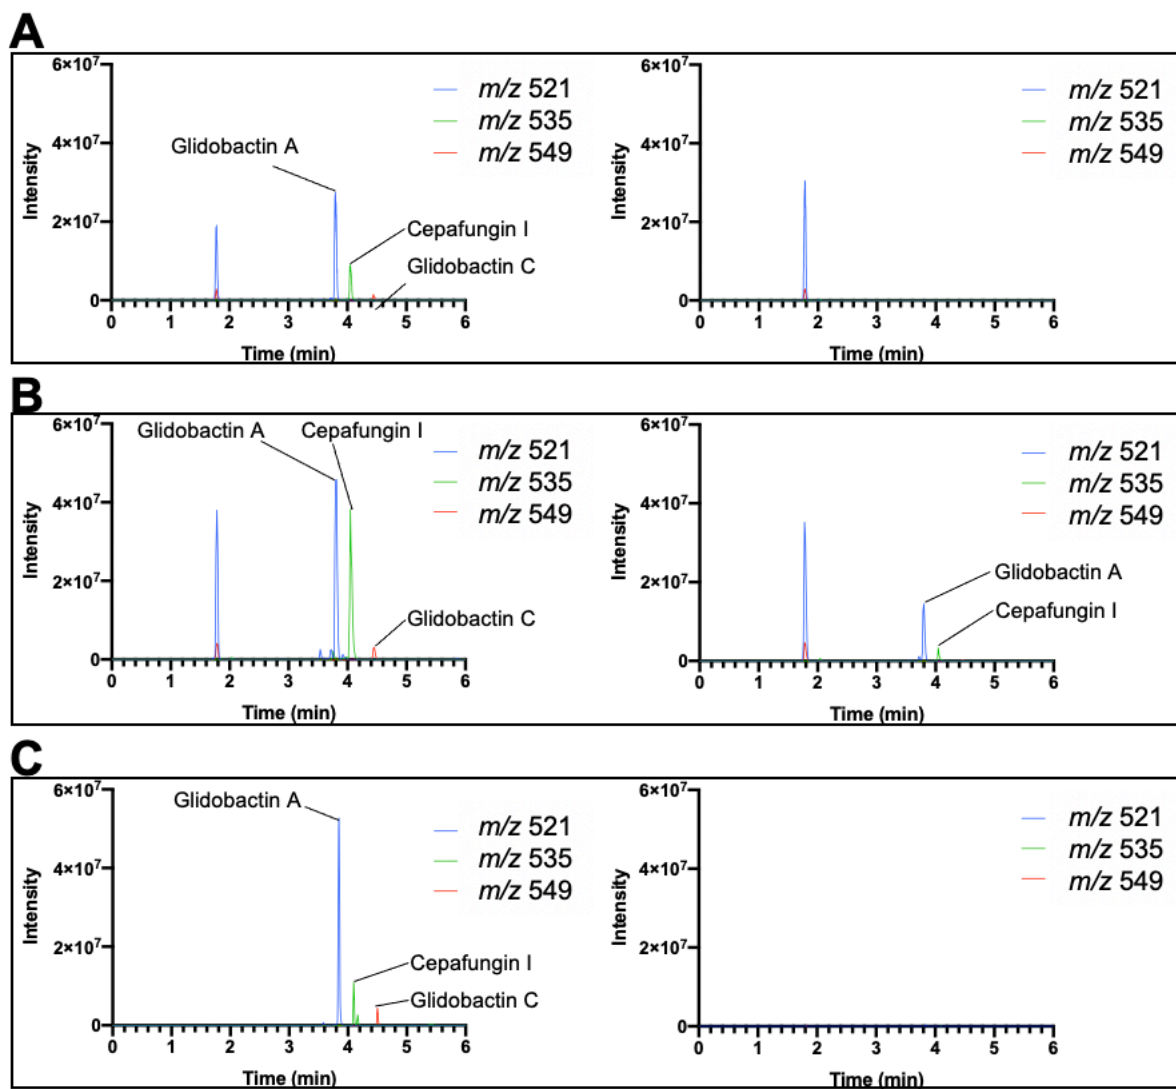 A
6×10⁷
4×10⁷
2×10⁷
0
Intensity
0 1 2 3 4 5 6
Time (min)
Glidobactin A
Cepafungin I
Glidobactin C
m/z 521
m/z 535
m/z 549
6×10⁷
4×10⁷
2×10⁷
0
Intensity
0 1 2 3 4 5 6
Time (min)
m/z 521
m/z 535
m/z 549
B
6×10⁷
4×10⁷
2×10⁷
0
Intensity
0 1 2 3 4 5 6
Time (min)
Glidobactin A
Cepafungin I
Glidobactin C
m/z 521
m/z 535
m/z 549
6×10⁷
4×10⁷
2×10⁷
0
Intensity
0 1 2 3 4 5 6
Time (min)
m/z 521
m/z 535
m/z 549
Glidobactin A
Cepafungin I
C
6×10⁷
4×10⁷
2×10⁷
0
Intensity
0 1 2 3 4 5 6
Time (min)
Glidobactin A
Cepafungin I
Glidobactin C
m/z 521
m/z 535
m/z 549
6×10⁷
4×10⁷
2×10⁷
0
Intensity
0 1 2 3 4 5 6
Time (min)
m/z 521
m/z 535
m/z 549